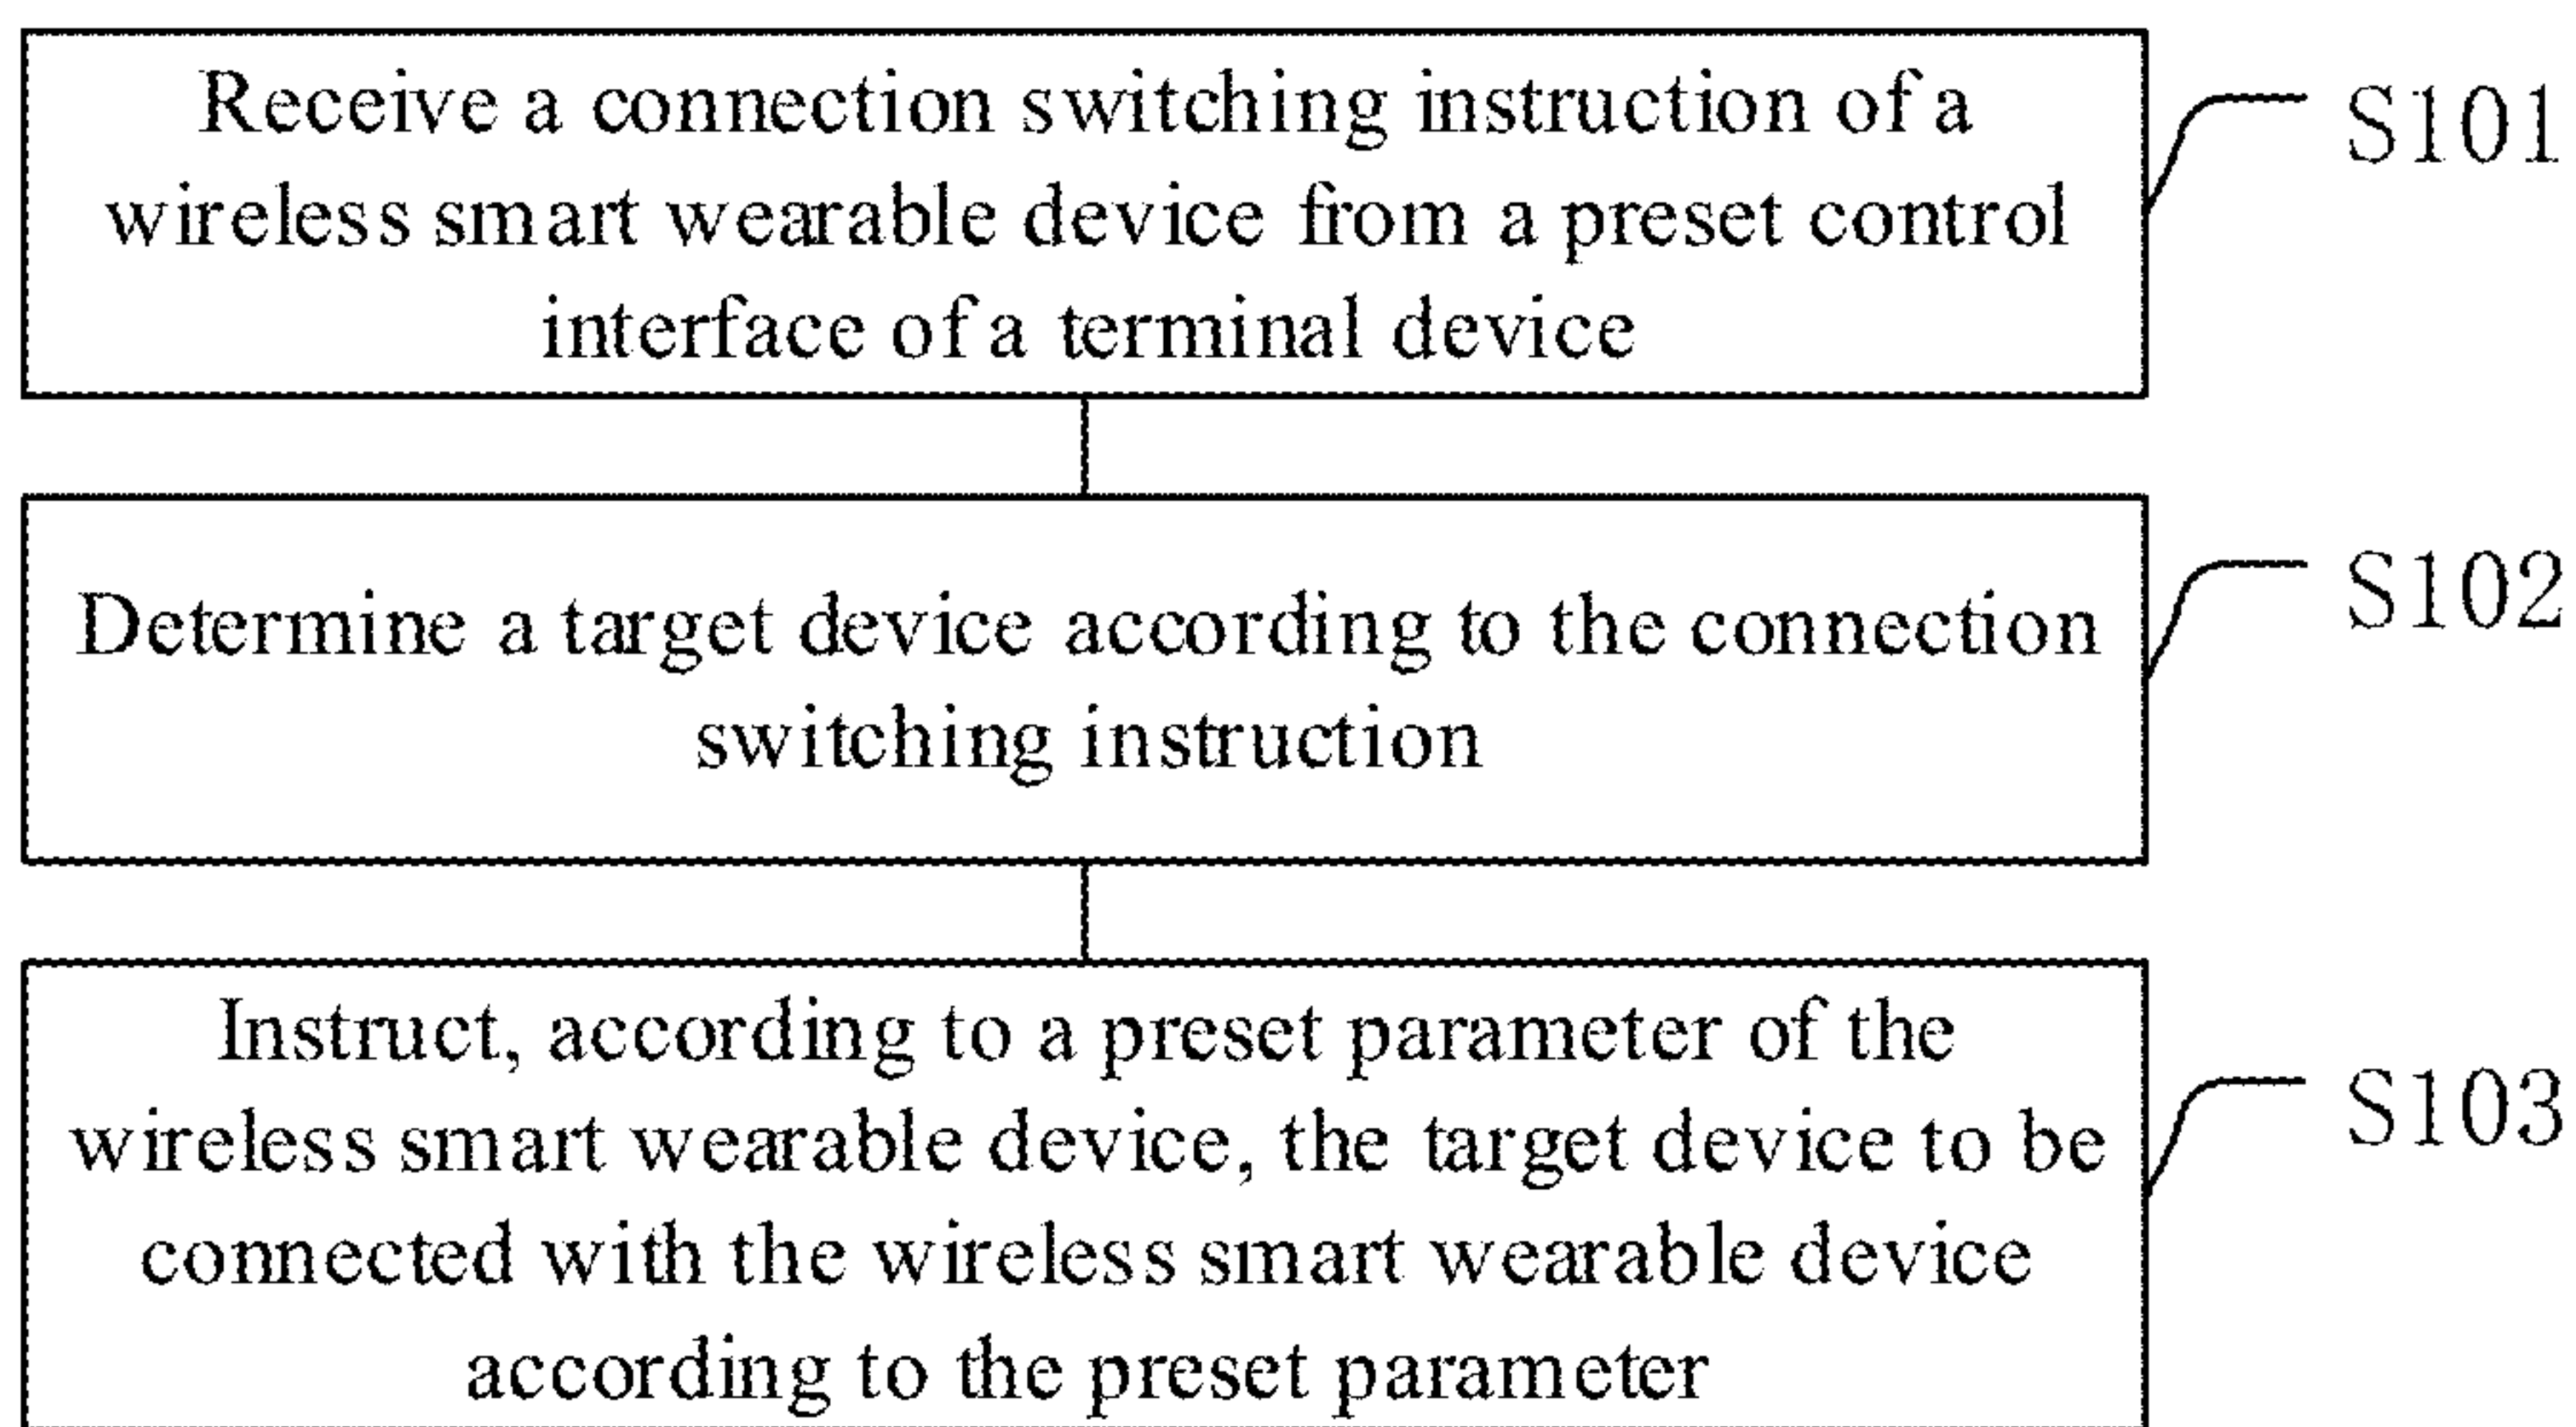 Receive a connection switching instruction of a
S101
wireless smart wearable device from a preset control
interface of a terminal device
Determine a target device according to the connection
S102
switching instruction
Instruct, according to a preset parameter of the
S103
wireless smart wearable device, the target device to be
connected with the wireless smart wearable device
according to the preset parameter